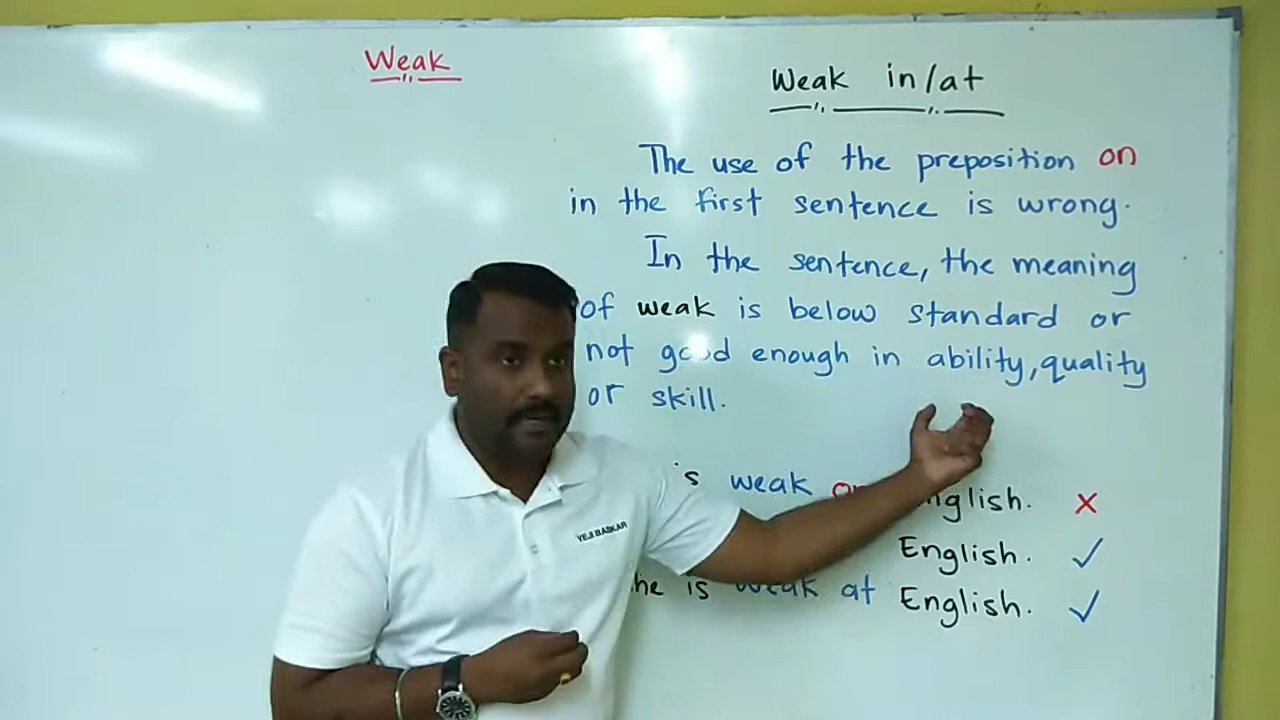 Weak
Weak in/at
The use of the preposition on
in the first sentence is wrong.
In the sentence, the meaning
of weak is below standard or
not good enough in ability, quality
or skill.
is weak on English. x
English. ✓
he is weak at English. ✓
YEJI BASKAR